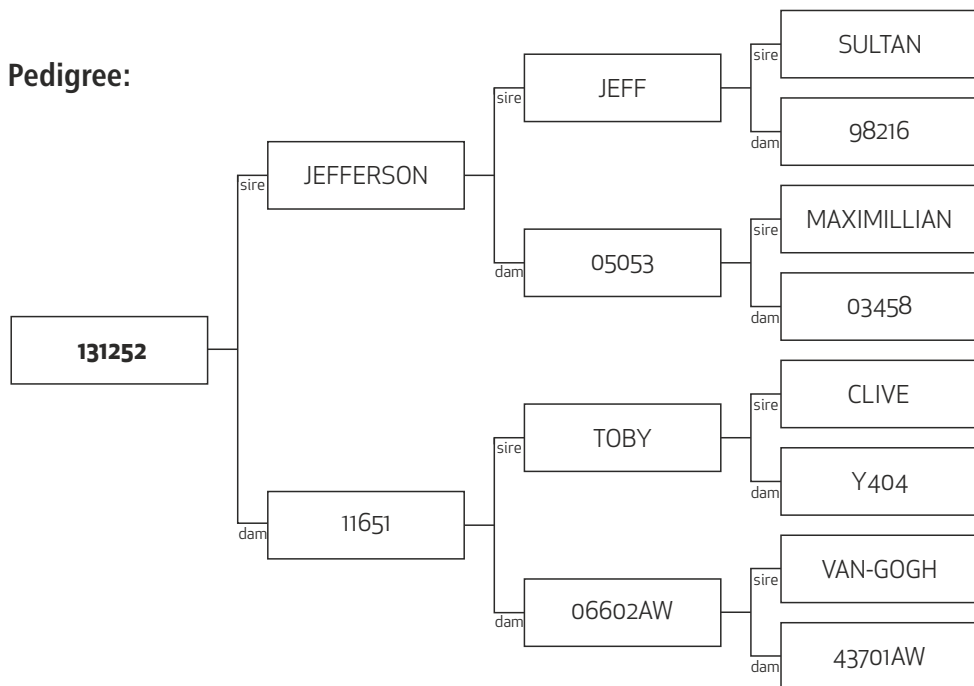 Pedigree:
131252
sire
JEFFERSON
dam
11651
sire
JEFF
dam
05053
sire
TOBY
dam
06602AW
sire
SULTAN
dam
98216
sire
MAXIMILLIAN
dam
03458
sire
CLIVE
dam
Y404
sire
VAN-GOGH
dam
43701AW